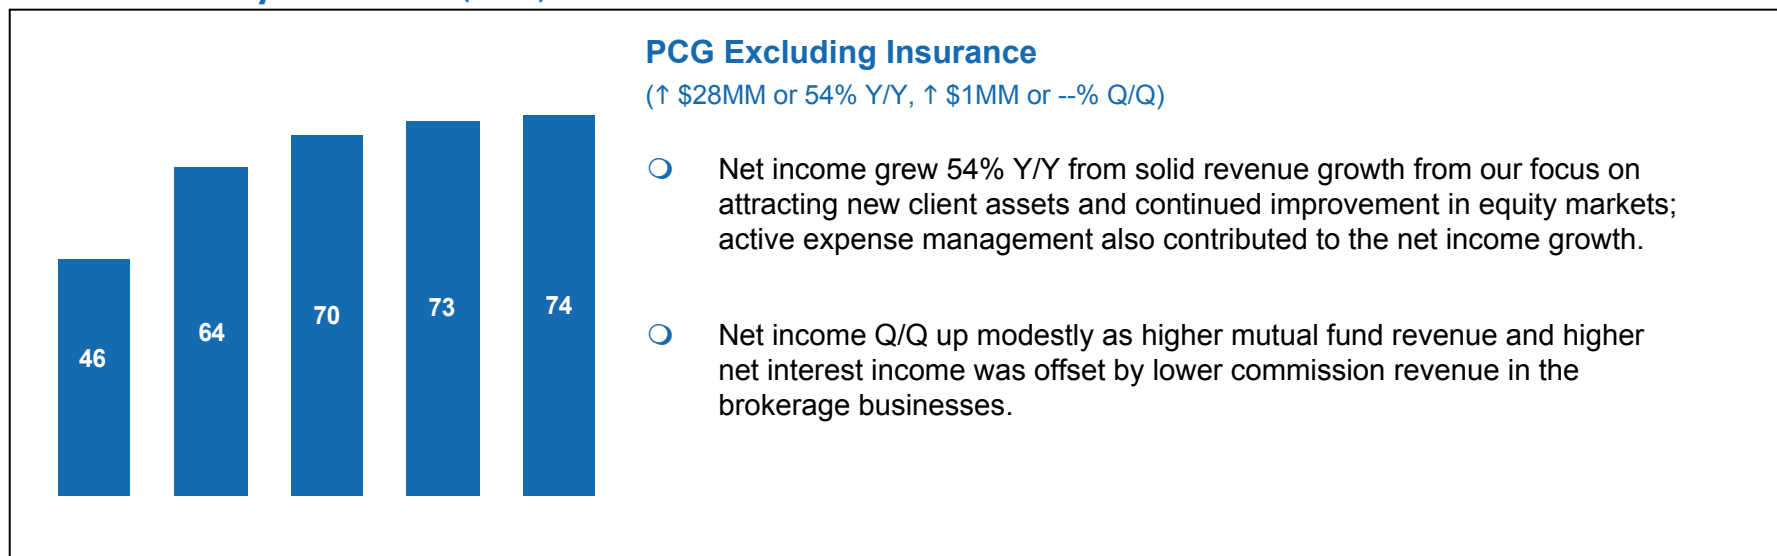 PCG Excluding Insurance
(↑ $28MM or 54% Y/Y, ↑ $1MM or --% Q/Q)
Net income grew 54% Y/Y from solid revenue growth from our focus on
attracting new client assets and continued improvement in equity markets;
active expense management also contributed to the net income growth.
Net income Q/Q up modestly as higher mutual fund revenue and higher
net interest income was offset by lower commission revenue in the
brokerage businesses.
46
64
70
73
74